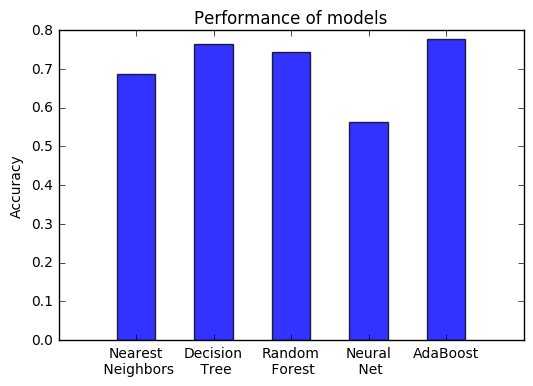 Performance of models
0.8
0.7
0.6
0.5
0.4
0.3
0.2
0.1
0.0
Accuracy
Nearest
Neighbors
Decision
Tree
Random
Forest
Neural
Net
AdaBoost